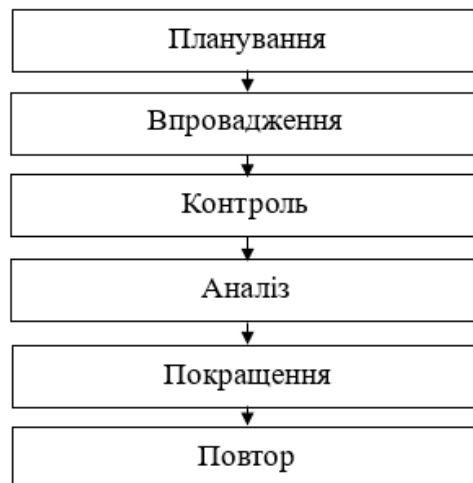 Планування
Впровадження
Контроль
Аналіз
Покращення
Повтор